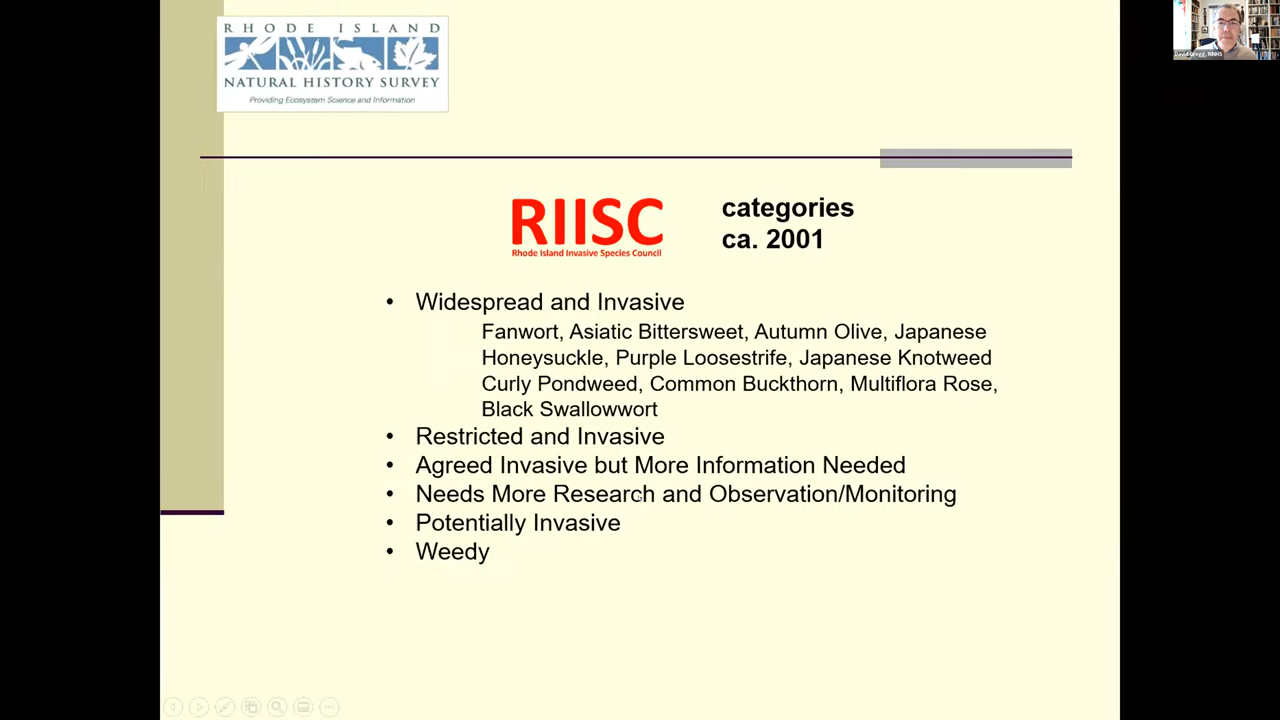 RHODE ISLAND
NATURAL HISTORY SURVEY
Providing Ecosystem Science and Information
David Gregg, RINHS
RIISC
Rhode Island Invasive Species Council
categories
ca. 2001
• Widespread and Invasive
Fanwort, Asiatic Bittersweet, Autumn Olive, Japanese
Honeysuckle, Purple Loosestrife, Japanese Knotweed
Curly Pondweed, Common Buckthorn, Multiflora Rose,
Black Swallowwort
• Restricted and Invasive
• Agreed Invasive but More Information Needed
• Needs More Research and Observation/Monitoring
• Potentially Invasive
• Weedy